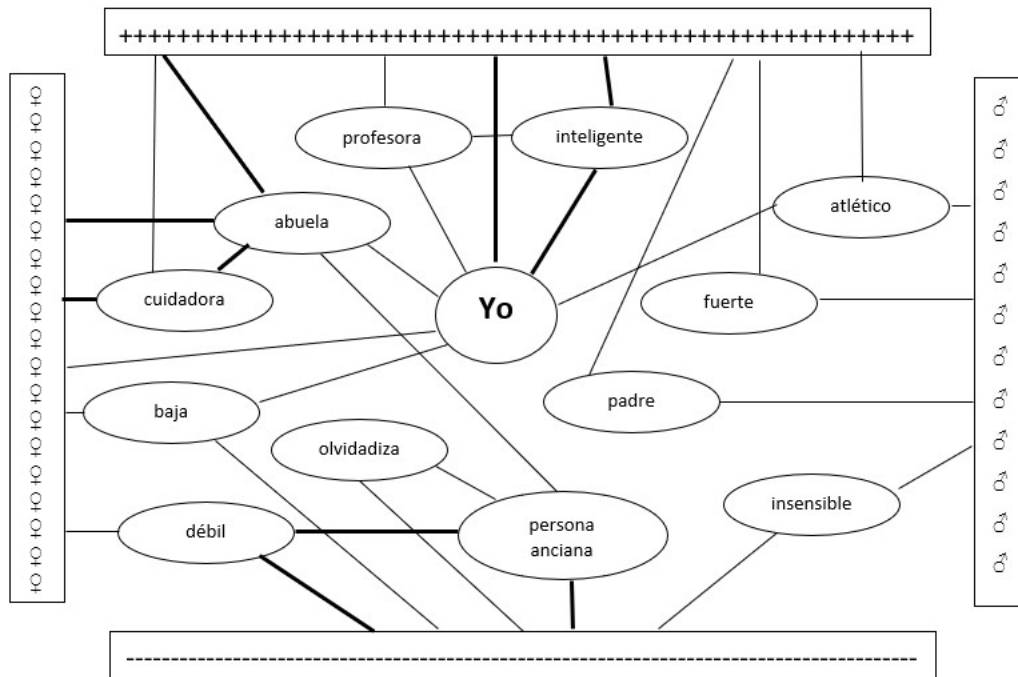 ++++++++++++++++++++++++++++++++++++++++++++++++++++++
profesora
inteligente
abuela
atlético
cuidadora
Yo
fuerte
baja
padre
olvidadiza
insensible
débil
persona
anciana
♀♀♀♀♀♀♀♀♀♀♀♀♀♀♀♀♀♀♀
♂♂♂♂♂♂♂♂♂♂♂♂
------------------------------------------------------------------------